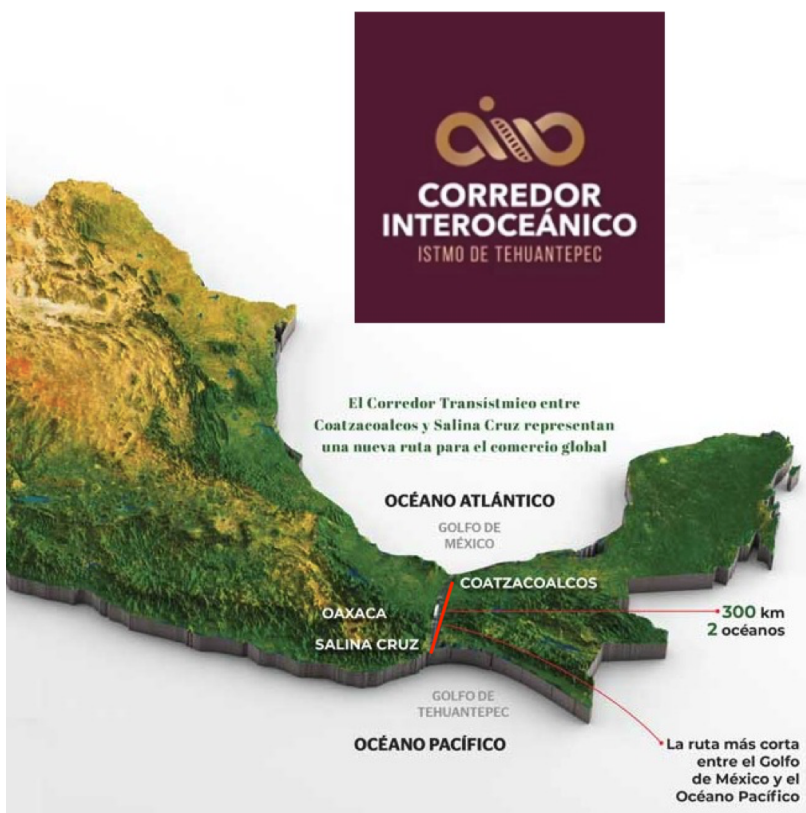 CORREDOR
INTEROCEÁNICO
ISTMO DE TEHUANTEPEC
El Corredor Transístmico entre
Coatzacoalcos y Salina Cruz representan
una nueva ruta para el comercio global
OCÉANO ATLÁNTICO
GOLFO DE
MÉXICO
COATZACOALCOS
OAXACA
300 km
2 océanos
SALINA CRUZ
GOLFO DE
TEHUANTEPEC
OCÉANO PACÍFICO
La ruta más corta
entre el Golfo
de México y el
Océano Pacífico